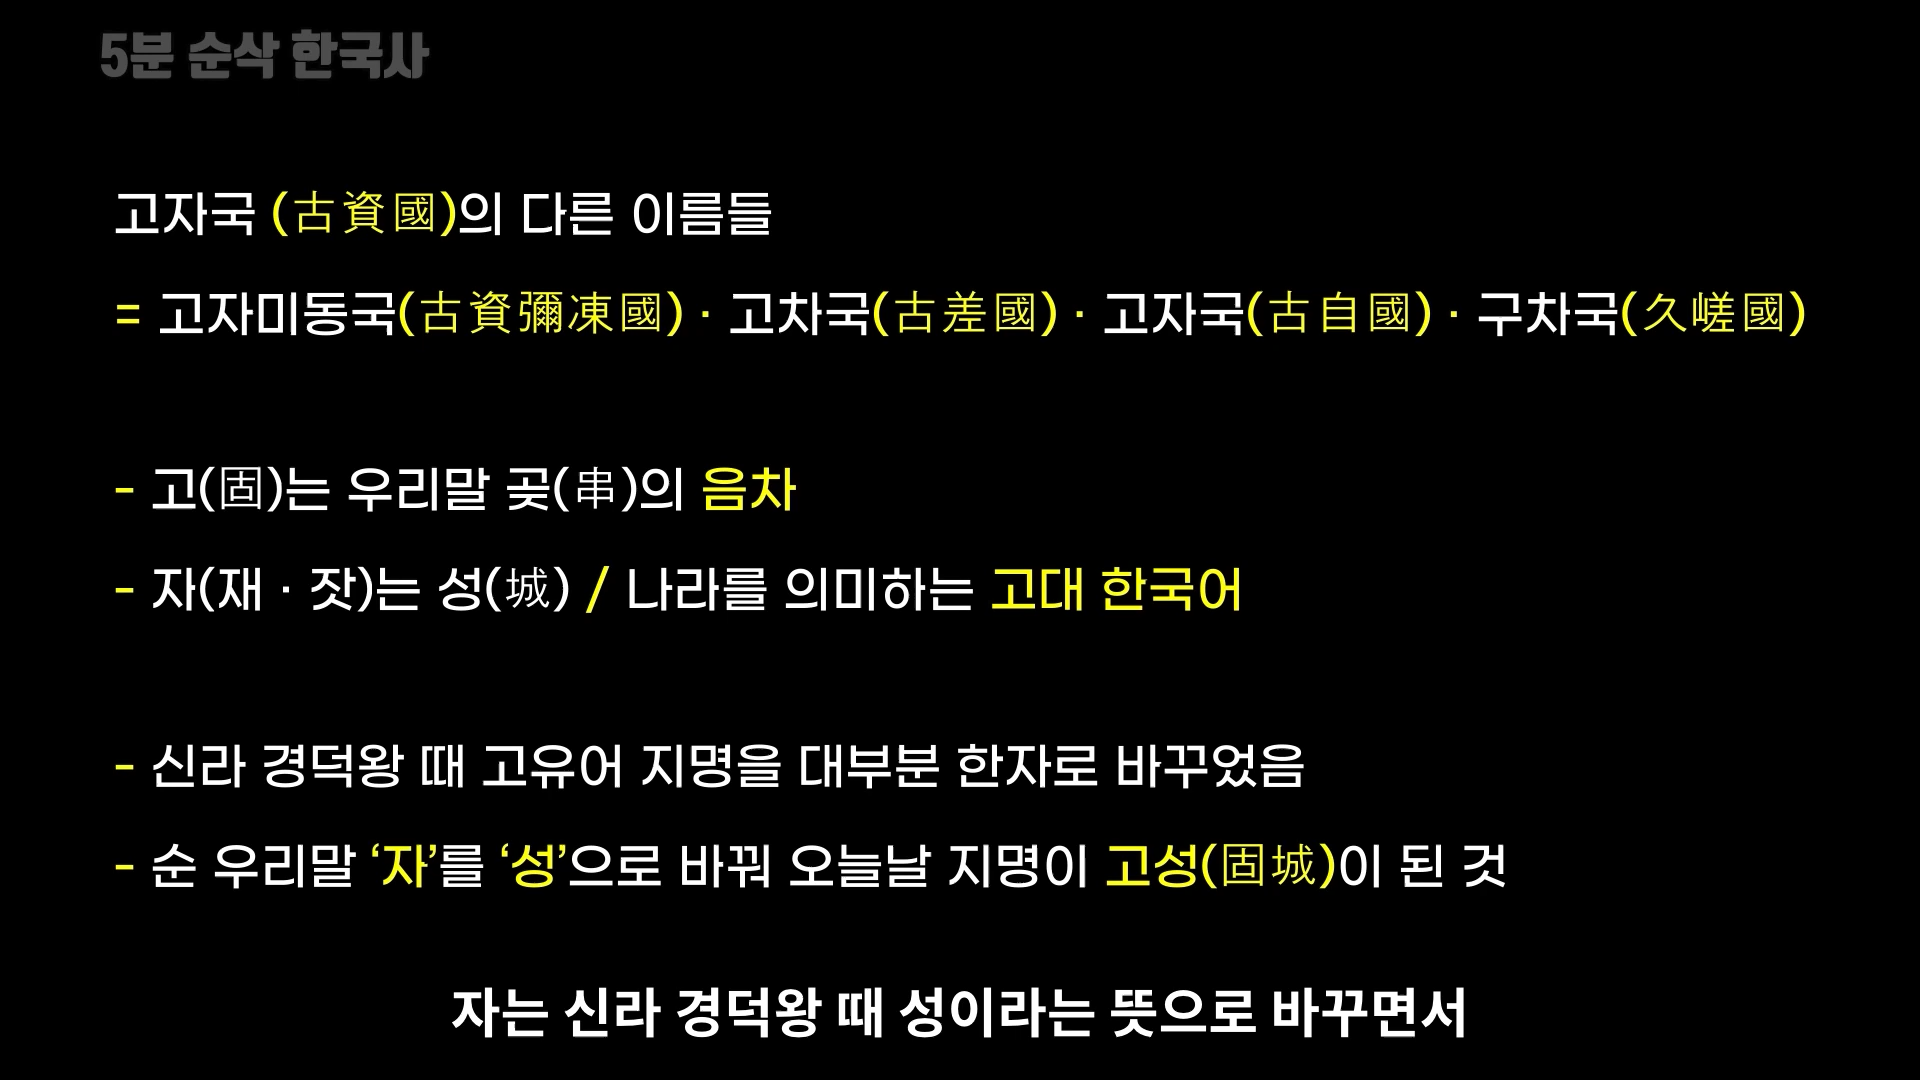 5분 순삭 한국사
고자국 (古資國)의 다른 이름들
= 고자미동국(古資彌凍國) · 고차국(古差國) · 고자국(古自國) · 구차국(久嵯國)
- 고(固)는 우리말 곶(串)의 음차
- 자(재 · 잣)는 성(城) / 나라를 의미하는 고대 한국어
- 신라 경덕왕 때 고유어 지명을 대부분 한자로 바꾸었음
- 순 우리말 ‘자’를 ‘성’으로 바꿔 오늘날 지명이 고성(固城)이 된 것
자는 신라 경덕왕 때 성이라는 뜻으로 바꾸면서